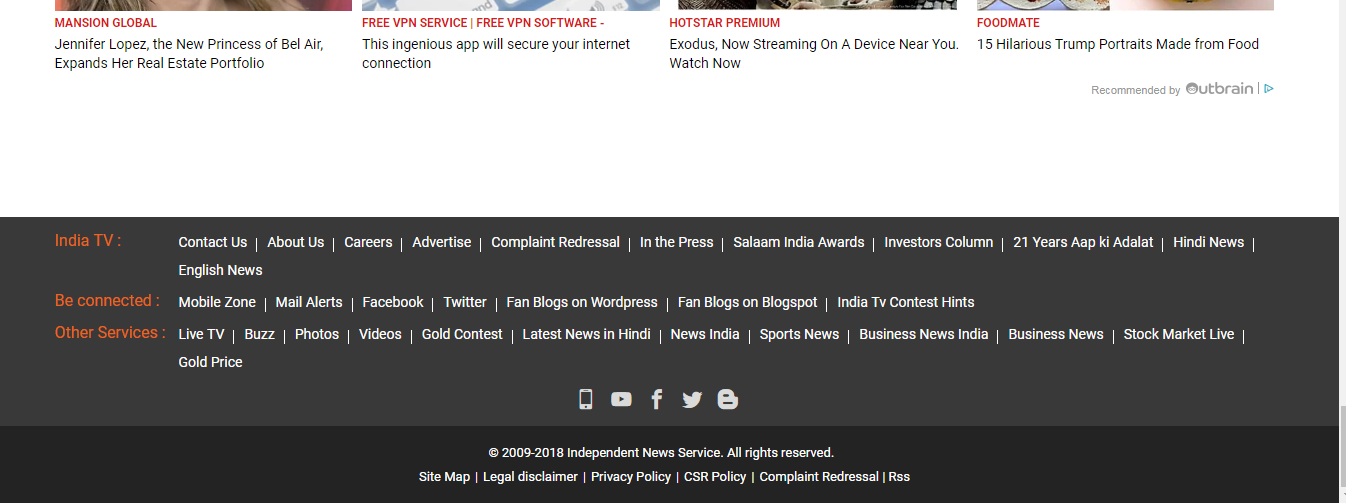 MANSION GLOBAL
Jennifer Lopez, the New Princess of Bel Air,
Expands Her Real Estate Portfolio
FREE VPN SERVICE | FREE VPN SOFTWARE -
This ingenious app will secure your internet
connection
HOTSTAR PREMIUM
Exodus, Now Streaming On A Device Near You.
Watch Now
FOODMATE
15 Hilarious Trump Portraits Made from Food
Recommended by Outbrain |
India TV : Contact Us | About Us | Careers | Advertise | Complaint Redressal | In the Press | Salaam India Awards | Investors Column | 21 Years Aap ki Adalat | Hindi News |
English News
Be connected : Mobile Zone | Mail Alerts | Facebook | Twitter | Fan Blogs on Wordpress | Fan Blogs on Blogspot | India Tv Contest Hints
Other Services : Live TV | Buzz | Photos | Videos | Gold Contest | Latest News in Hindi | News India | Sports News | Business News India | Business News | Stock Market Live |
Gold Price
© 2009-2018 Independent News Service. All rights reserved.
Site Map | Legal disclaimer | Privacy Policy | CSR Policy | Complaint Redressal | Rss